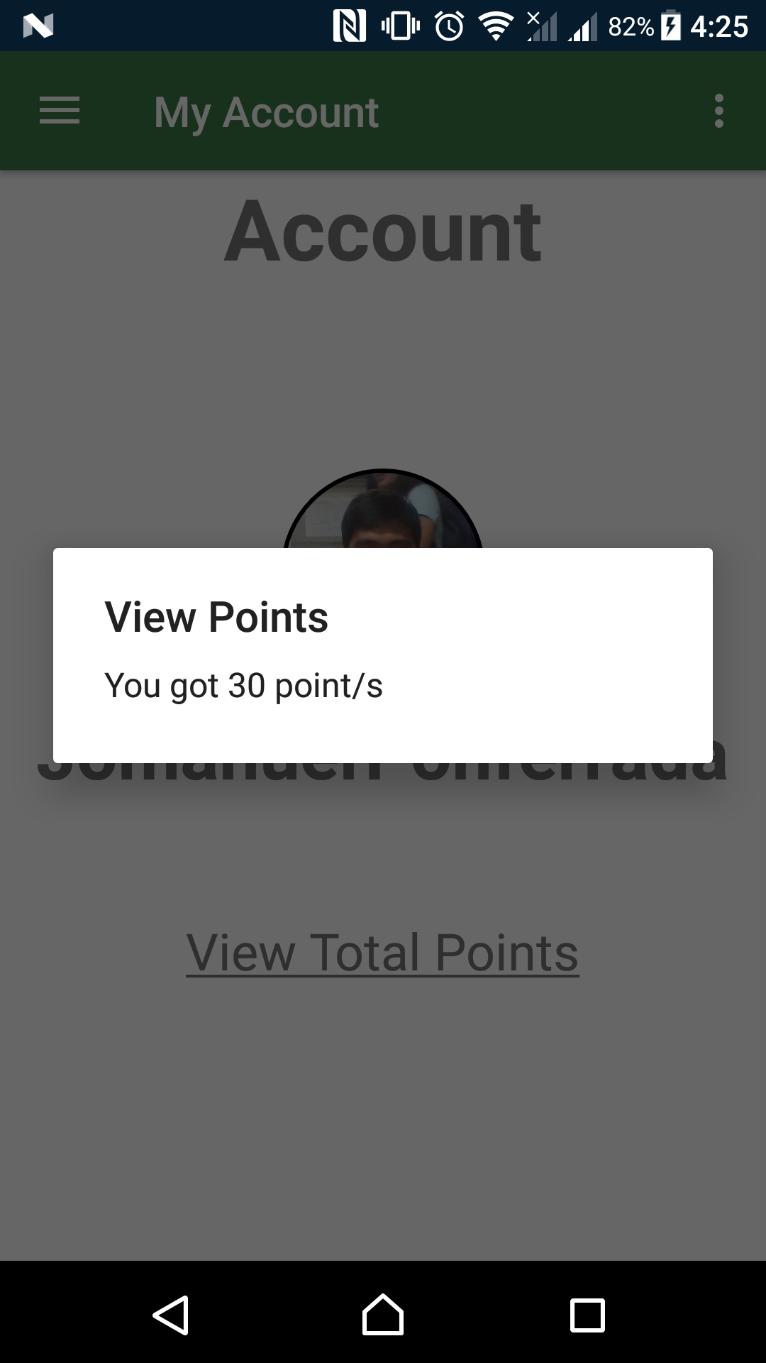 82% 4:25
My Account
Account
View Points
You got 30 point/s
View Total Points